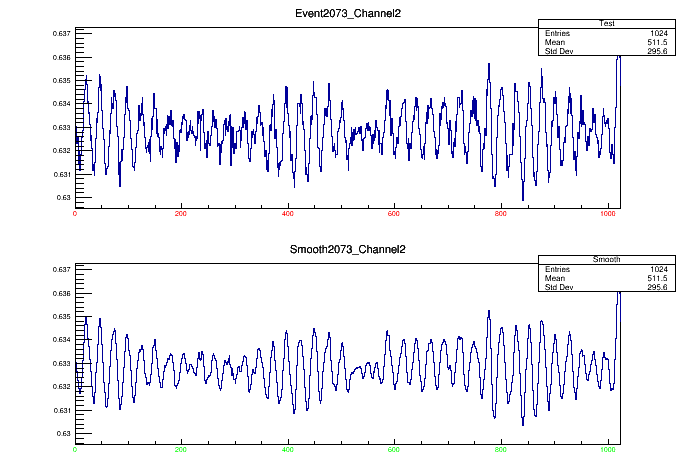 Event2073_Channel2
Test
Entries 1024
Mean 511.5
Std Dev 295.6
0.637
0.636
0.635
0.634
0.633
0.632
0.631
0.63
0 200 400 600 800 1000
Smooth2073_Channel2
Smooth
Entries 1024
Mean 511.5
Std Dev 295.6
0.637
0.636
0.635
0.634
0.633
0.632
0.631
0.63
0 200 400 600 800 1000